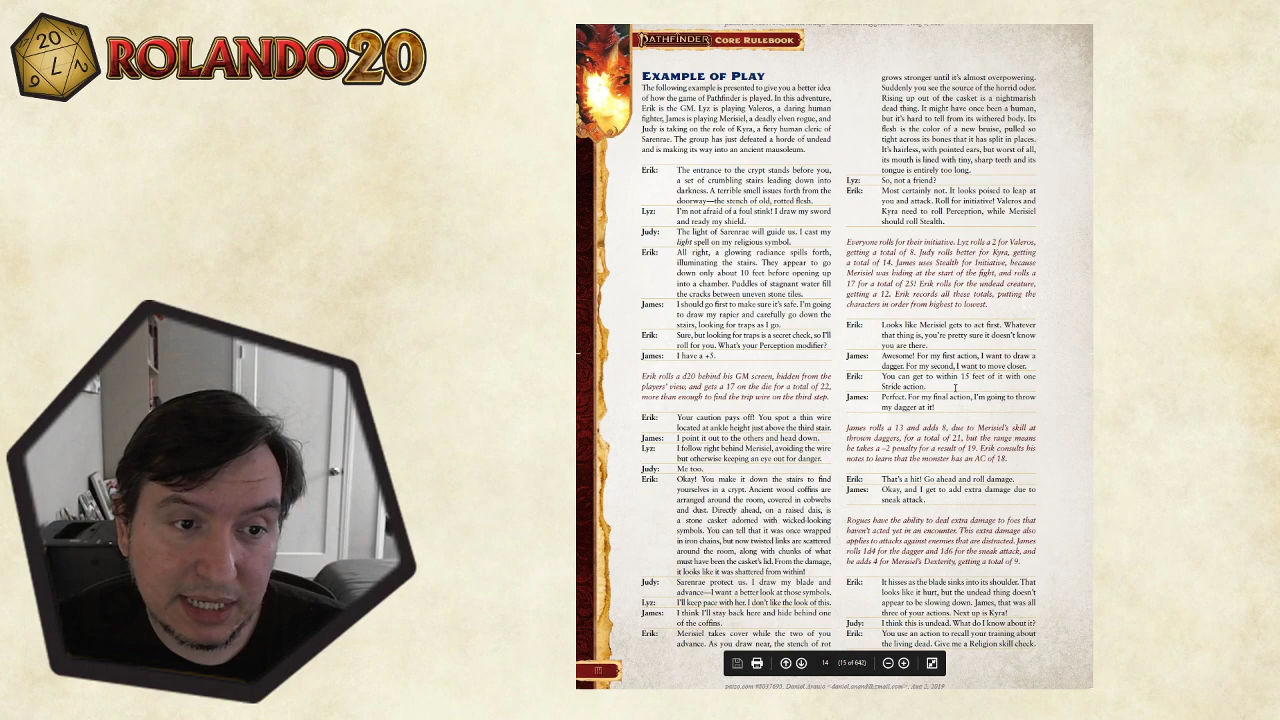 20
ROLANDO20
PATHFINDER CORE RULEBOOK
EXAMPLE OF PLAY
The following example is presented to give you a better idea
of how the game of Pathfinder is played. In this adventure,
Erik is the GM. Lyz is playing Valeros, a daring human
fighter, James is playing Merisiel, a deadly elven rogue, and
Judy is taking on the role of Kyra, a fiery human cleric of
Sarenrae. The group has just defeated a horde of undead
and is making its way into an ancient mausoleum.
Erik: The entrance to the crypt stands before you,
a set of crumbling stairs leading down into
darkness. A terrible smell issues forth from the
doorway—the stench of old, rotted flesh.
Lyz: I'm not afraid of a foul stink! I draw my sword
and ready my shield.
Judy: The light of Sarenrae will guide us. I cast my
light spell on my religious symbol.
Erik: All right, a glowing radiance spills forth,
illuminating the stairs. They appear to go
down only about 10 feet before opening up
into a chamber. Puddles of stagnant water fill
the cracks between uneven stone tiles.
James: I should go first to make sure it's safe. I'm going
to draw my rapier and carefully go down the
stairs, looking for traps as I go.
Erik: Sure, but looking for traps is a secret check, so I'll
roll for you. What's your Perception modifier?
James: I have a +5.
Erik rolls a d20 behind his GM screen, hidden from the
players' view, and gets a 17 on the die for a total of 22,
more than enough to find the trip wire on the third step.
Erik: Your caution pays off! You spot a thin wire
located at ankle height just above the third stair.
James: I point it out to the others and head down.
Lyz: I follow right behind Merisiel, avoiding the wire
but otherwise keeping an eye out for danger.
Judy: Me too.
Erik: Okay! You make it down the stairs to find
yourselves in a crypt. Ancient wood coffins are
arranged around the room, covered in cobwebs
and dust. Directly ahead, on a raised dais, is
a stone casket adorned with wicked-looking
symbols. You can tell that it was once wrapped
in iron chains, but now twisted links are scattered
around the room, along with chunks of what
must have been the casket's lid. From the damage,
it looks like it was shattered from within!
Judy: Sarenrae protect us. I draw my blade and
advance—I want a better look at those symbols.
Lyz: I'll keep pace with her. I don't like the look of this.
James: I think I'll stay back here and hide behind one
of the coffins.
Erik: Merisiel takes cover while the two of you
advance. As you draw near, the stench of rot
grows stronger until it's almost overpowering.
Suddenly you see the source of the horrid odor.
Rising up out of the casket is a nightmarish
dead thing. It might have once been a human,
but it's hard to tell from its withered body. Its
flesh is the color of a new bruise, pulled so
tight across its bones that it has split in places.
It's hairless, with pointed ears, but worst of all,
its mouth is lined with tiny, sharp teeth and its
tongue is entirely too long.
Lyz: So, not a friend?
Erik: Most certainly not. It looks poised to leap at
you and attack. Roll for initiative! Valeros and
Kyra need to roll Perception, while Merisiel
should roll Stealth.
Everyone rolls for their initiative. Lyz rolls a 2 for Valeros,
getting a total of 8. Judy rolls better for Kyra, getting
a total of 14. James uses Stealth for Initiative, because
Merisiel was hiding at the start of the fight, and rolls a
17 for a total of 25! Erik rolls for the undead creature,
getting a 12. Erik records all these totals, putting the
characters in order from highest to lowest.
Erik: Looks like Merisiel gets to act first. Whatever
that thing is, you're pretty sure it doesn't know
you are there.
James: Awesome! For my first action, I want to draw a
dagger. For my second, I want to move closer.
Erik: You can get to within 15 feet of it with one
Stride action.
James: Perfect. For my final action, I'm going to throw
my dagger at it!
James rolls a 13 and adds 8, due to Merisiel's skill at
thrown daggers, for a total of 21, but the range means
he takes a –2 penalty for a result of 19. Erik consults his
notes to learn that the monster has an AC of 18.
Erik: That's a hit! Go ahead and roll damage.
James: Okay, and I get to add extra damage due to
sneak attack.
Rogues have the ability to deal extra damage to foes that
haven't acted yet in an encounter. This extra damage also
applies to attacks against enemies that are distracted. James
rolls 1d4 for the dagger and 1d6 for the sneak attack, and
he adds 4 for Merisiel's Dexterity, getting a total of 9.
Erik: It hisses as the blade sinks into its shoulder. That
looks like it hurt, but the undead thing doesn't
appear to be slowing down. James, that was all
three of your actions. Next up is Kyra!
Judy: I think this is undead. What do I know about it?
Erik: You use an action to recall your training about
the living dead. Give me a Religion skill check.
14 (15 of 642)